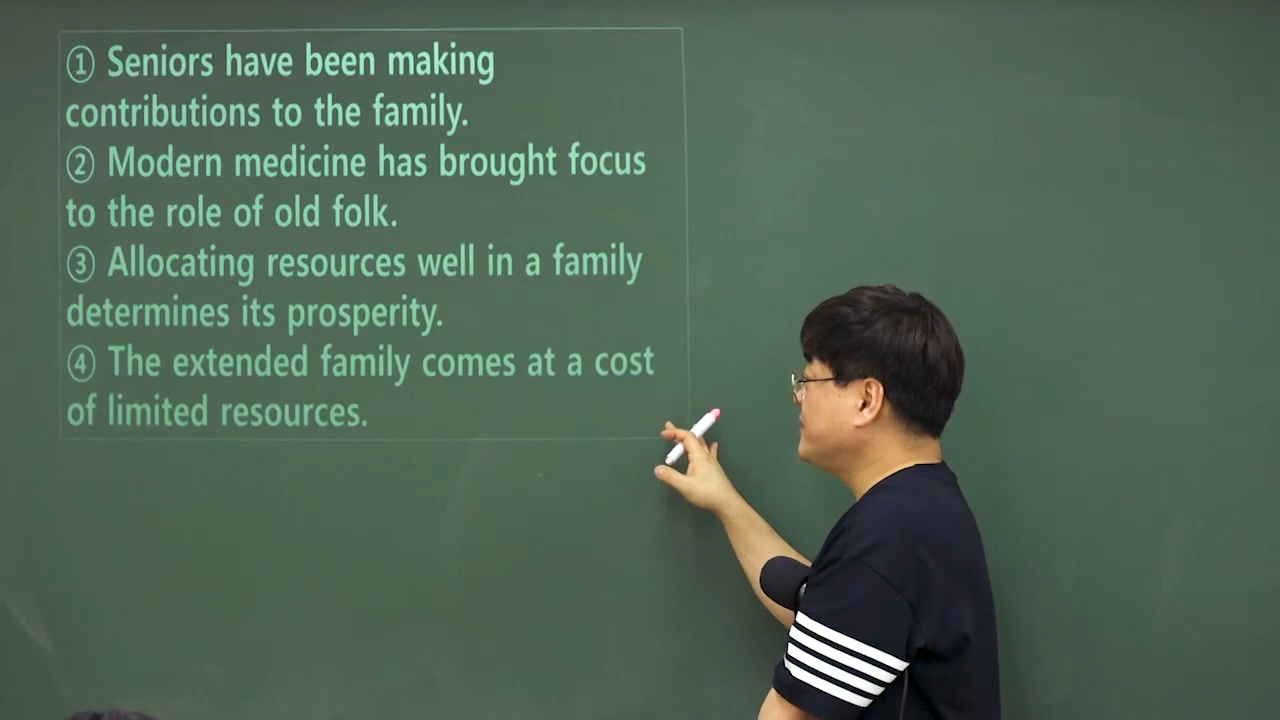 ① Seniors have been making
contributions to the family.
② Modern medicine has brought focus
to the role of old folk.
③ Allocating resources well in a family
determines its prosperity.
④ The extended family comes at a cost
of limited resources.